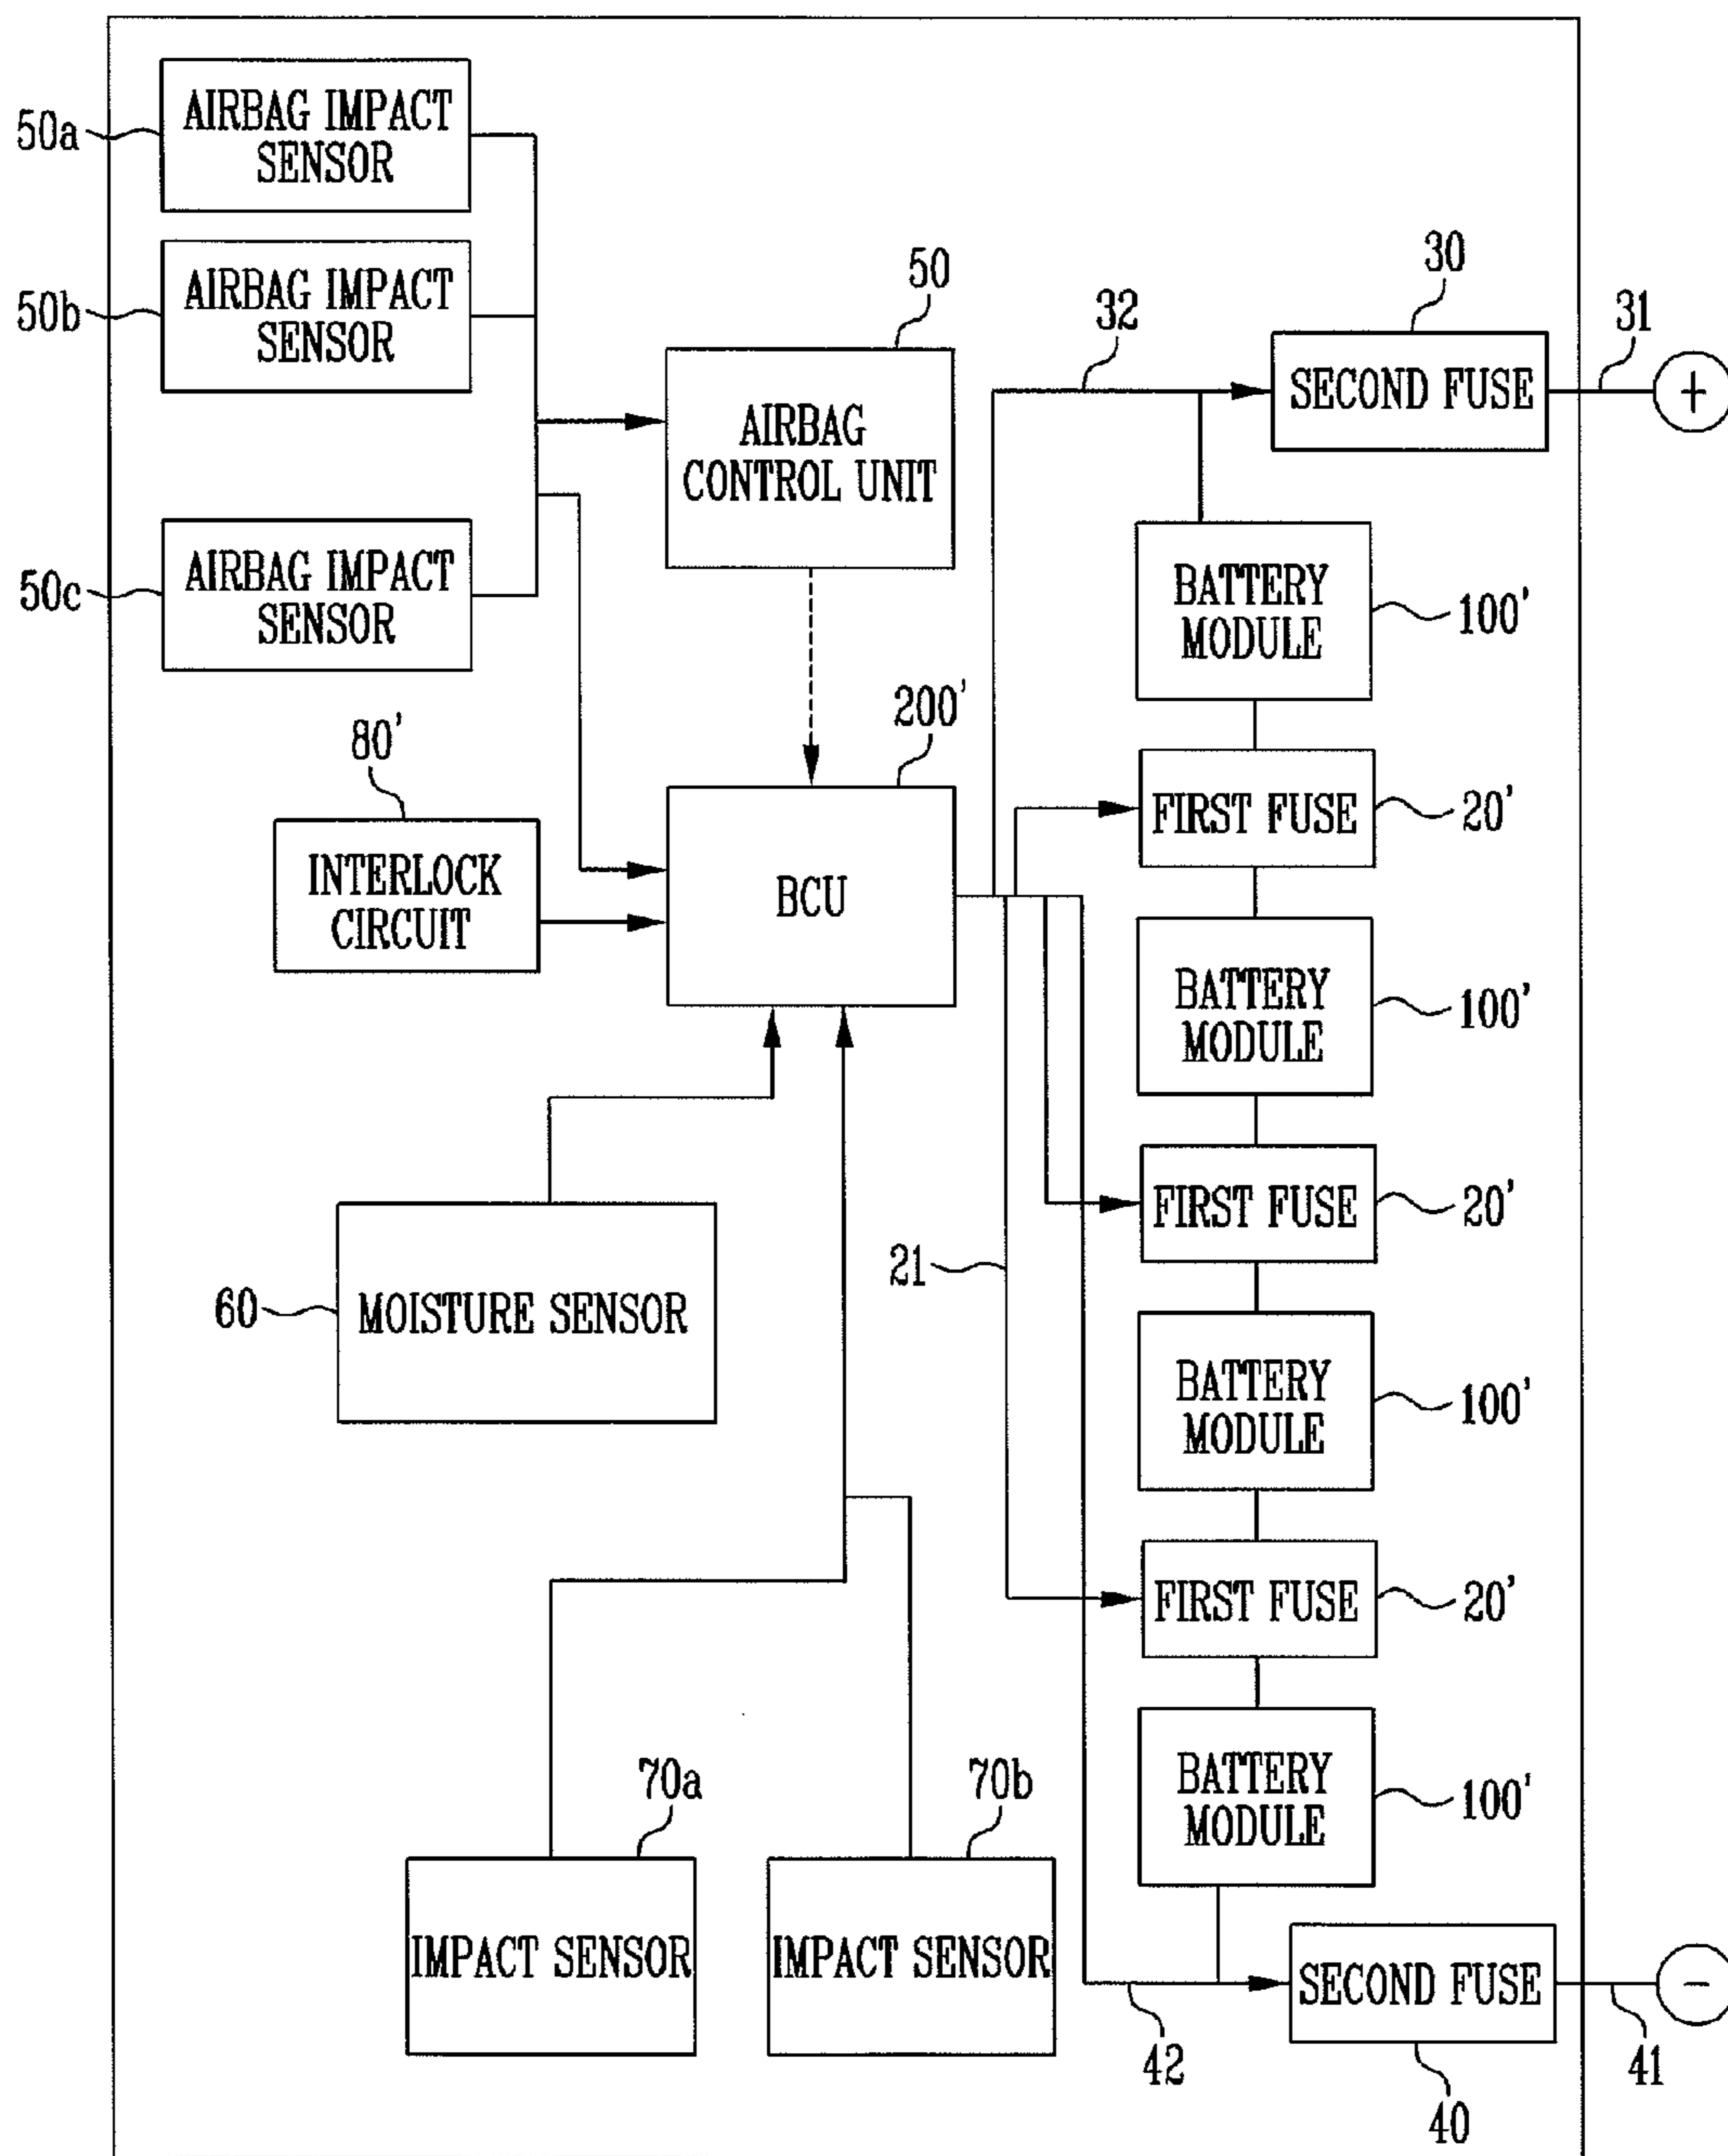 50a
AIRBAG IMPACT
SENSOR
50b
AIRBAG IMPACT
SENSOR
50c
AIRBAG IMPACT
SENSOR
50
AIRBAG
CONTROL UNIT
32
30
SECOND FUSE
31
+
BATTERY
MODULE
100'
80'
INTERLOCK
CIRCUIT
200'
BCU
FIRST FUSE
20'
BATTERY
MODULE
100'
FIRST FUSE
20'
21
60
MOISTURE SENSOR
BATTERY
MODULE
100'
FIRST FUSE
20'
BATTERY
MODULE
100'
70a
IMPACT SENSOR
70b
IMPACT SENSOR
42
SECOND FUSE
40
41
-